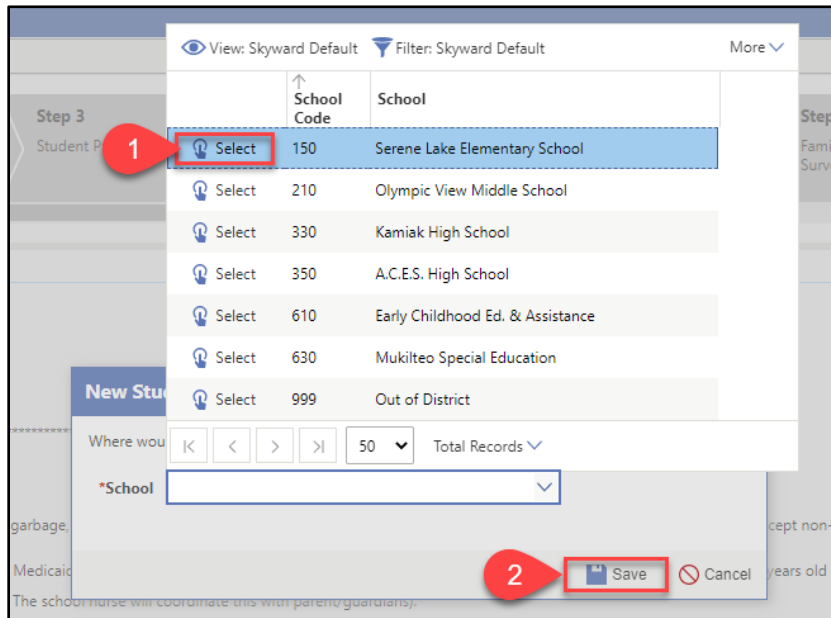 View: Skyward Default Filter: Skyward Default More
School Code School
Step 3
Student P
1
Select 150 Serene Lake Elementary School
Step
Fami
Surv
Select 210 Olympic View Middle School
Select 330 Kamiak High School
Select 350 A.C.E.S. High School
Select 610 Early Childhood Ed. & Assistance
Select 630 Mukilteo Special Education
New Stu
Select 999 Out of District
*********
Where wou
50 Total Records
*School
garbage, cept non-
Medicaid years old
2
Save Cancel
The school nurse will coordinate this with parent/guardians).